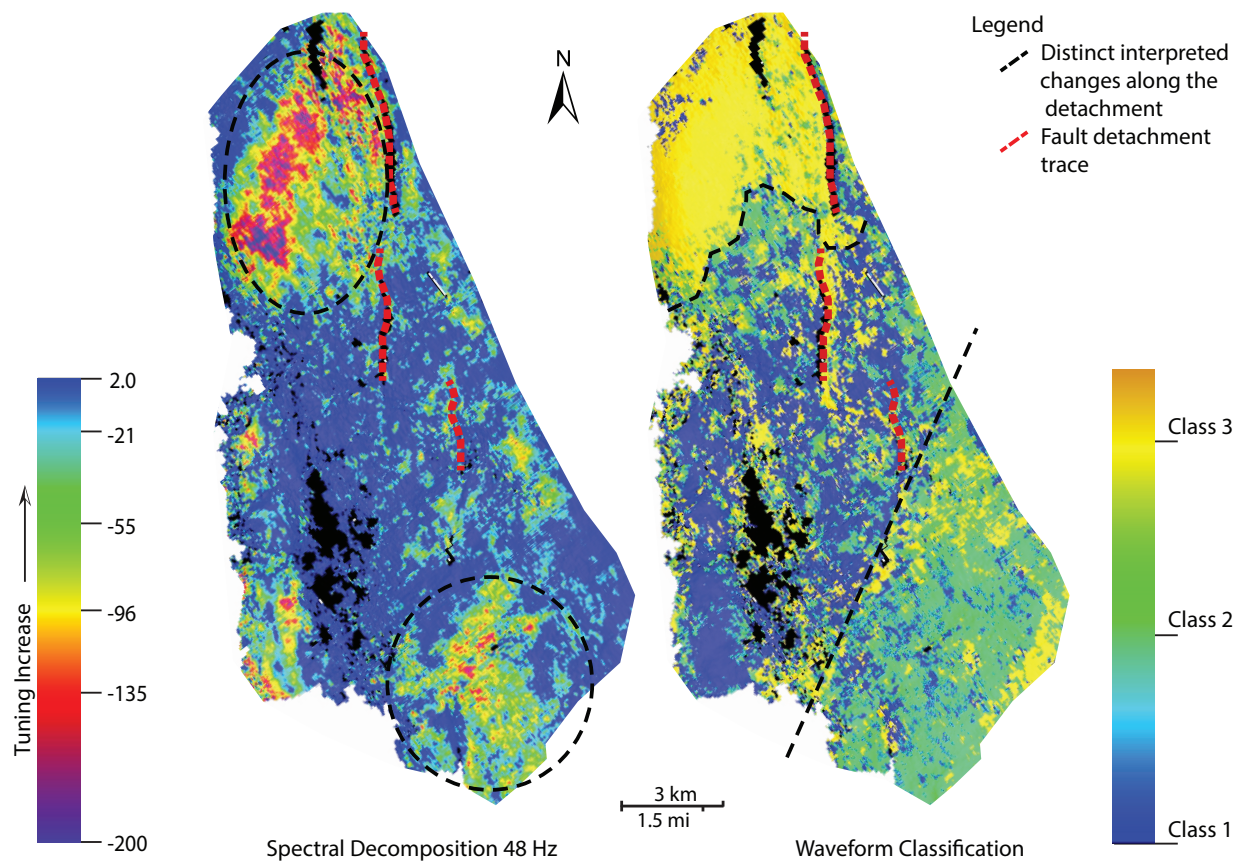 Legend
Distinct interpreted
changes along the
detachment
Fault detachment
trace
N
2.0
-21
-55
-96
-135
-200
Tuning Increase
Class 3
Class 2
Class 1
3 km
1.5 mi
Spectral Decomposition 48 Hz
Waveform Classification